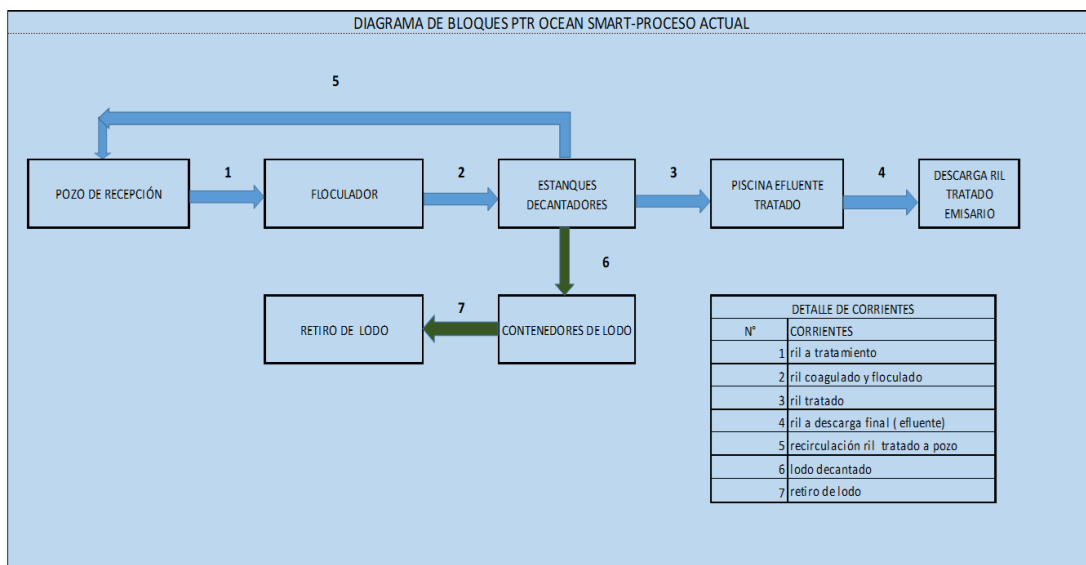 DIAGRAMA DE BLOQUES PTR OCEAN SMART-PROCESO ACTUAL
5
1
2
3
4
POZO DE RECEPCIÓN
FLOCULADOR
ESTANQUES
DECANTADORES
PISCINA EFLUENTE
TRATADO
DESCARGA RIL
TRATADO
EMISARIO
6
7
RETIRO DE LODO
CONTENEDORES DE LODO
DETALLE DE CORRIENTES
N° CORRIENTES
1 ril a tratamiento
2 ril coagulado y floculado
3 ril tratado
4 ril a descarga final ( efluente)
5 recirculación ril tratado a pozo
6 lodo decantado
7 retiro de lodo